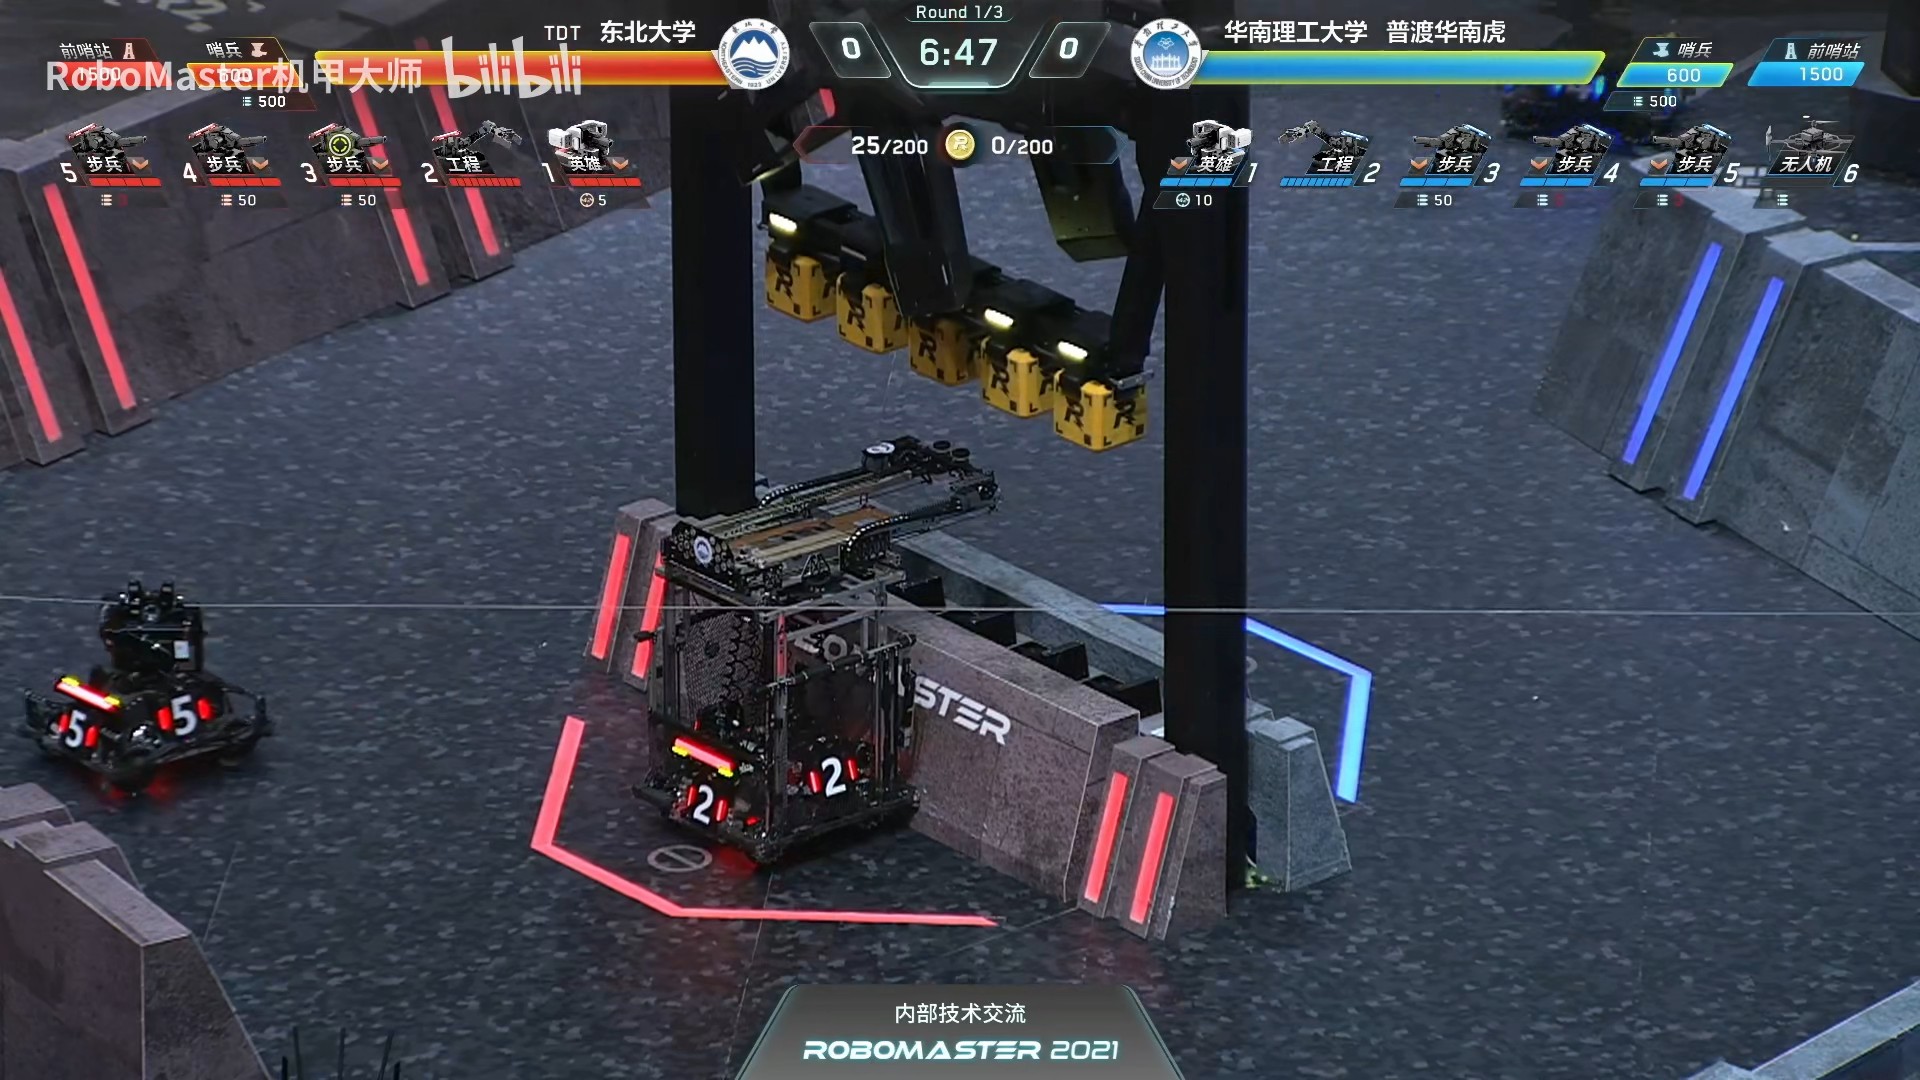 Round 1/3
TDT 东北大学
0
6:47
0
华南理工大学 普渡华南虎
前哨站
1500
哨兵
600
500
RoboMaster机甲大师 bilibili
哨兵
600
500
前哨站
1500
25/200
0/200
5 步兵
4 步兵
50
3 步兵
50
2 工程
1 英雄
5
英雄 1
10
工程 2
步兵 3
50
步兵 4
步兵 5
无人机 6
R
R
R
R
R
R
STER
5
5
2
2
内部技术交流
ROBOMASTER 2021